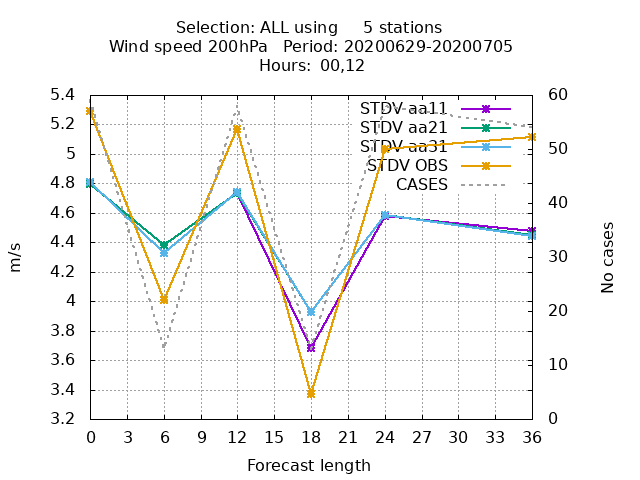 Selection: ALL using 5 stations
Wind speed 200hPa Period: 20200629-20200705
Hours: 00,12
5.4
5.2
5
4.8
4.6
4.4
4.2
4
3.8
3.6
3.4
3.2
m/s
STDV aa11
STDV aa21
STDV aa31
STDV OBS
CASES
60
50
40
30
20
10
0
No cases
0 3 6 9 12 15 18 21 24 27 30 33 36
Forecast length